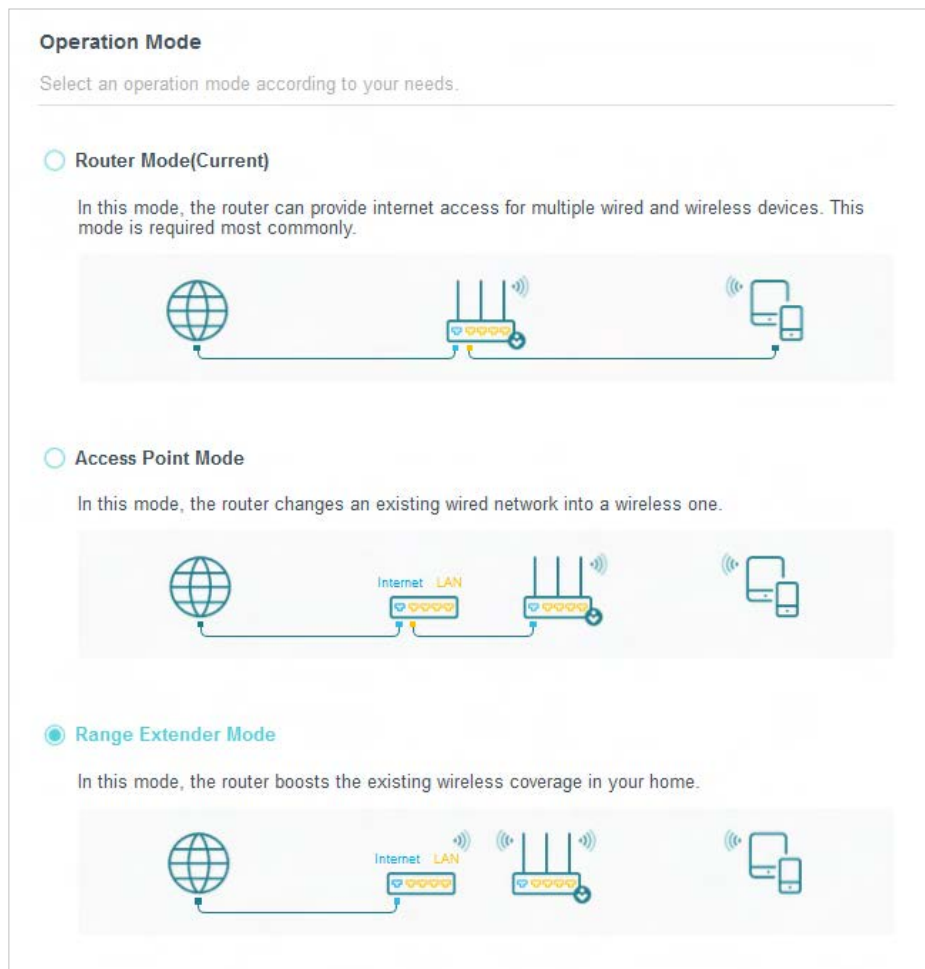 Operation Mode
Select an operation mode according to your needs.
Router Mode(Current)
In this mode, the router can provide internet access for multiple wired and wireless devices. This
mode is required most commonly.
Access Point Mode
In this mode, the router changes an existing wired network into a wireless one.
Internet LAN
Range Extender Mode
In this mode, the router boosts the existing wireless coverage in your home.
Internet LAN